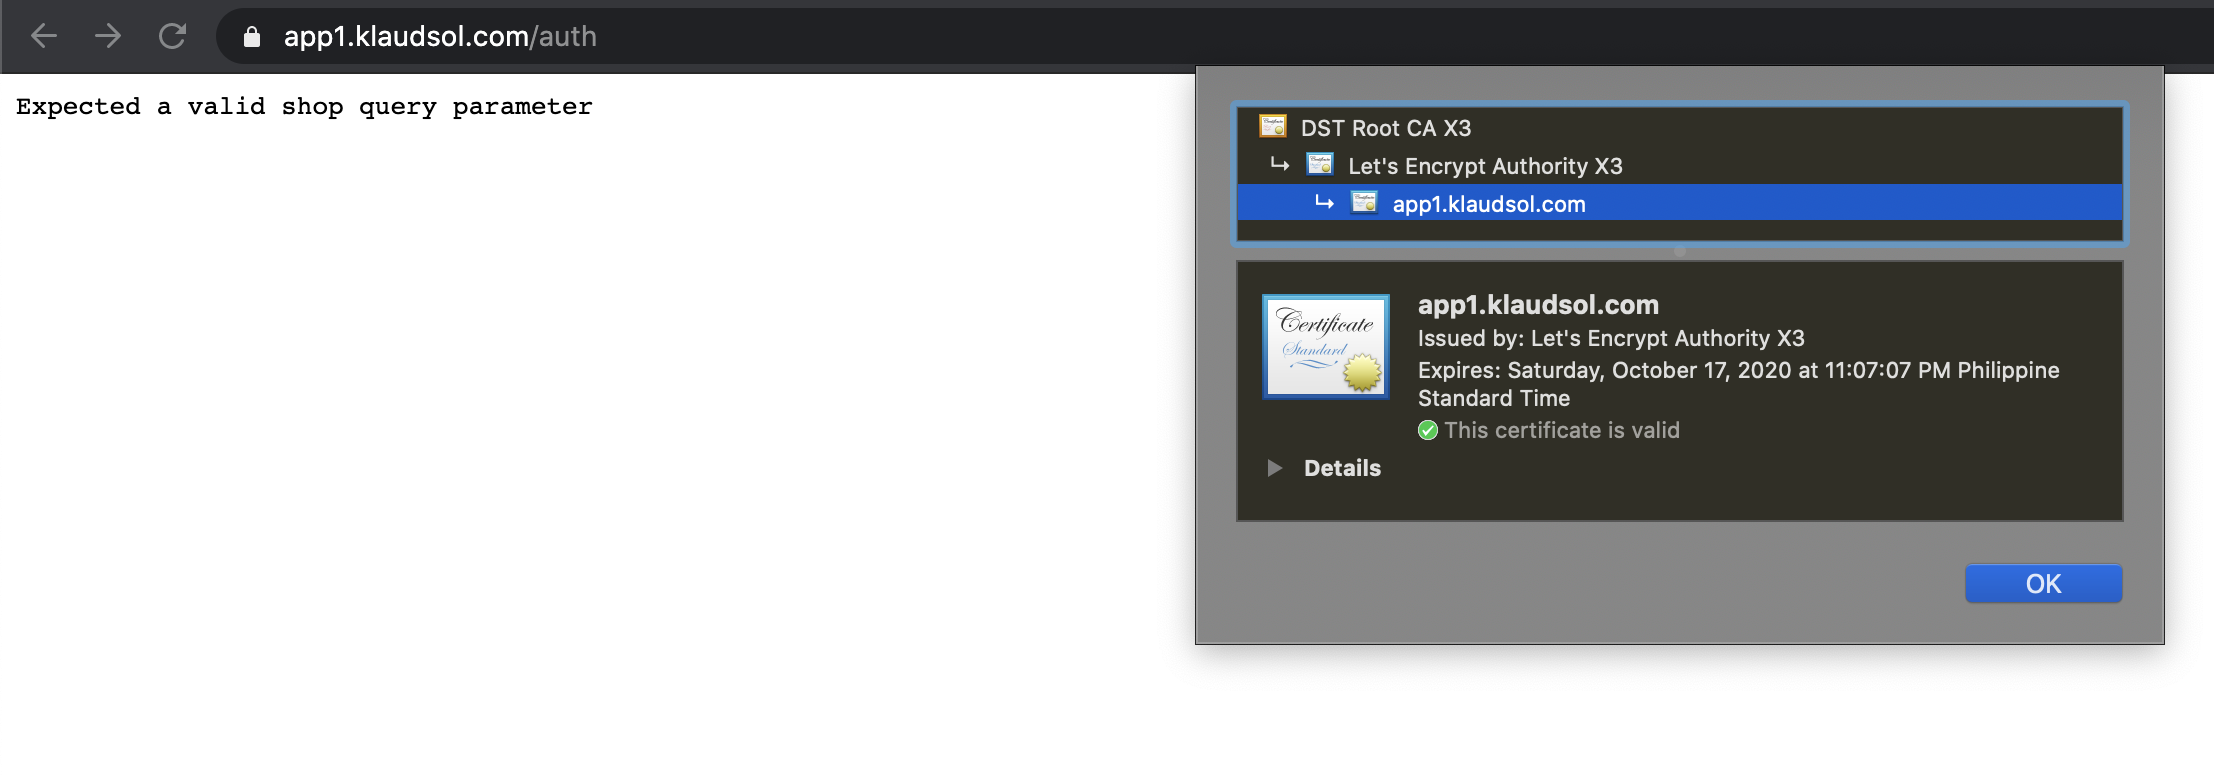 app1.klaudsol.com/auth
Expected a valid shop query parameter
DST Root CA X3
Let's Encrypt Authority X3
app1.klaudsol.com
Certificate
Standard
app1.klaudsol.com
Issued by: Let's Encrypt Authority X3
Expires: Saturday, October 17, 2020 at 11:07:07 PM Philippine
Standard Time
This certificate is valid
Details
OK